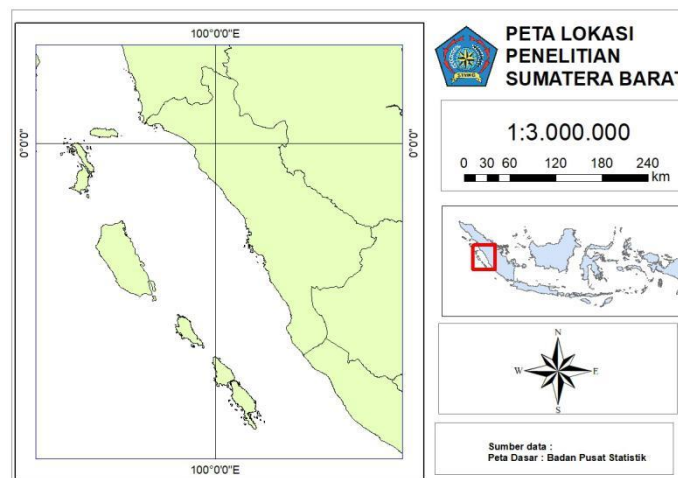 100°0'0"E
PETA LOKASI
PENELITIAN
SUMATERA BARAT
0°0'0"
0°0'0"
1:3.000.000
0 30 60 120 180 240
km
N
W E
S
100°0'0"E
Sumber data :
Peta Dasar : Badan Pusat Statistik